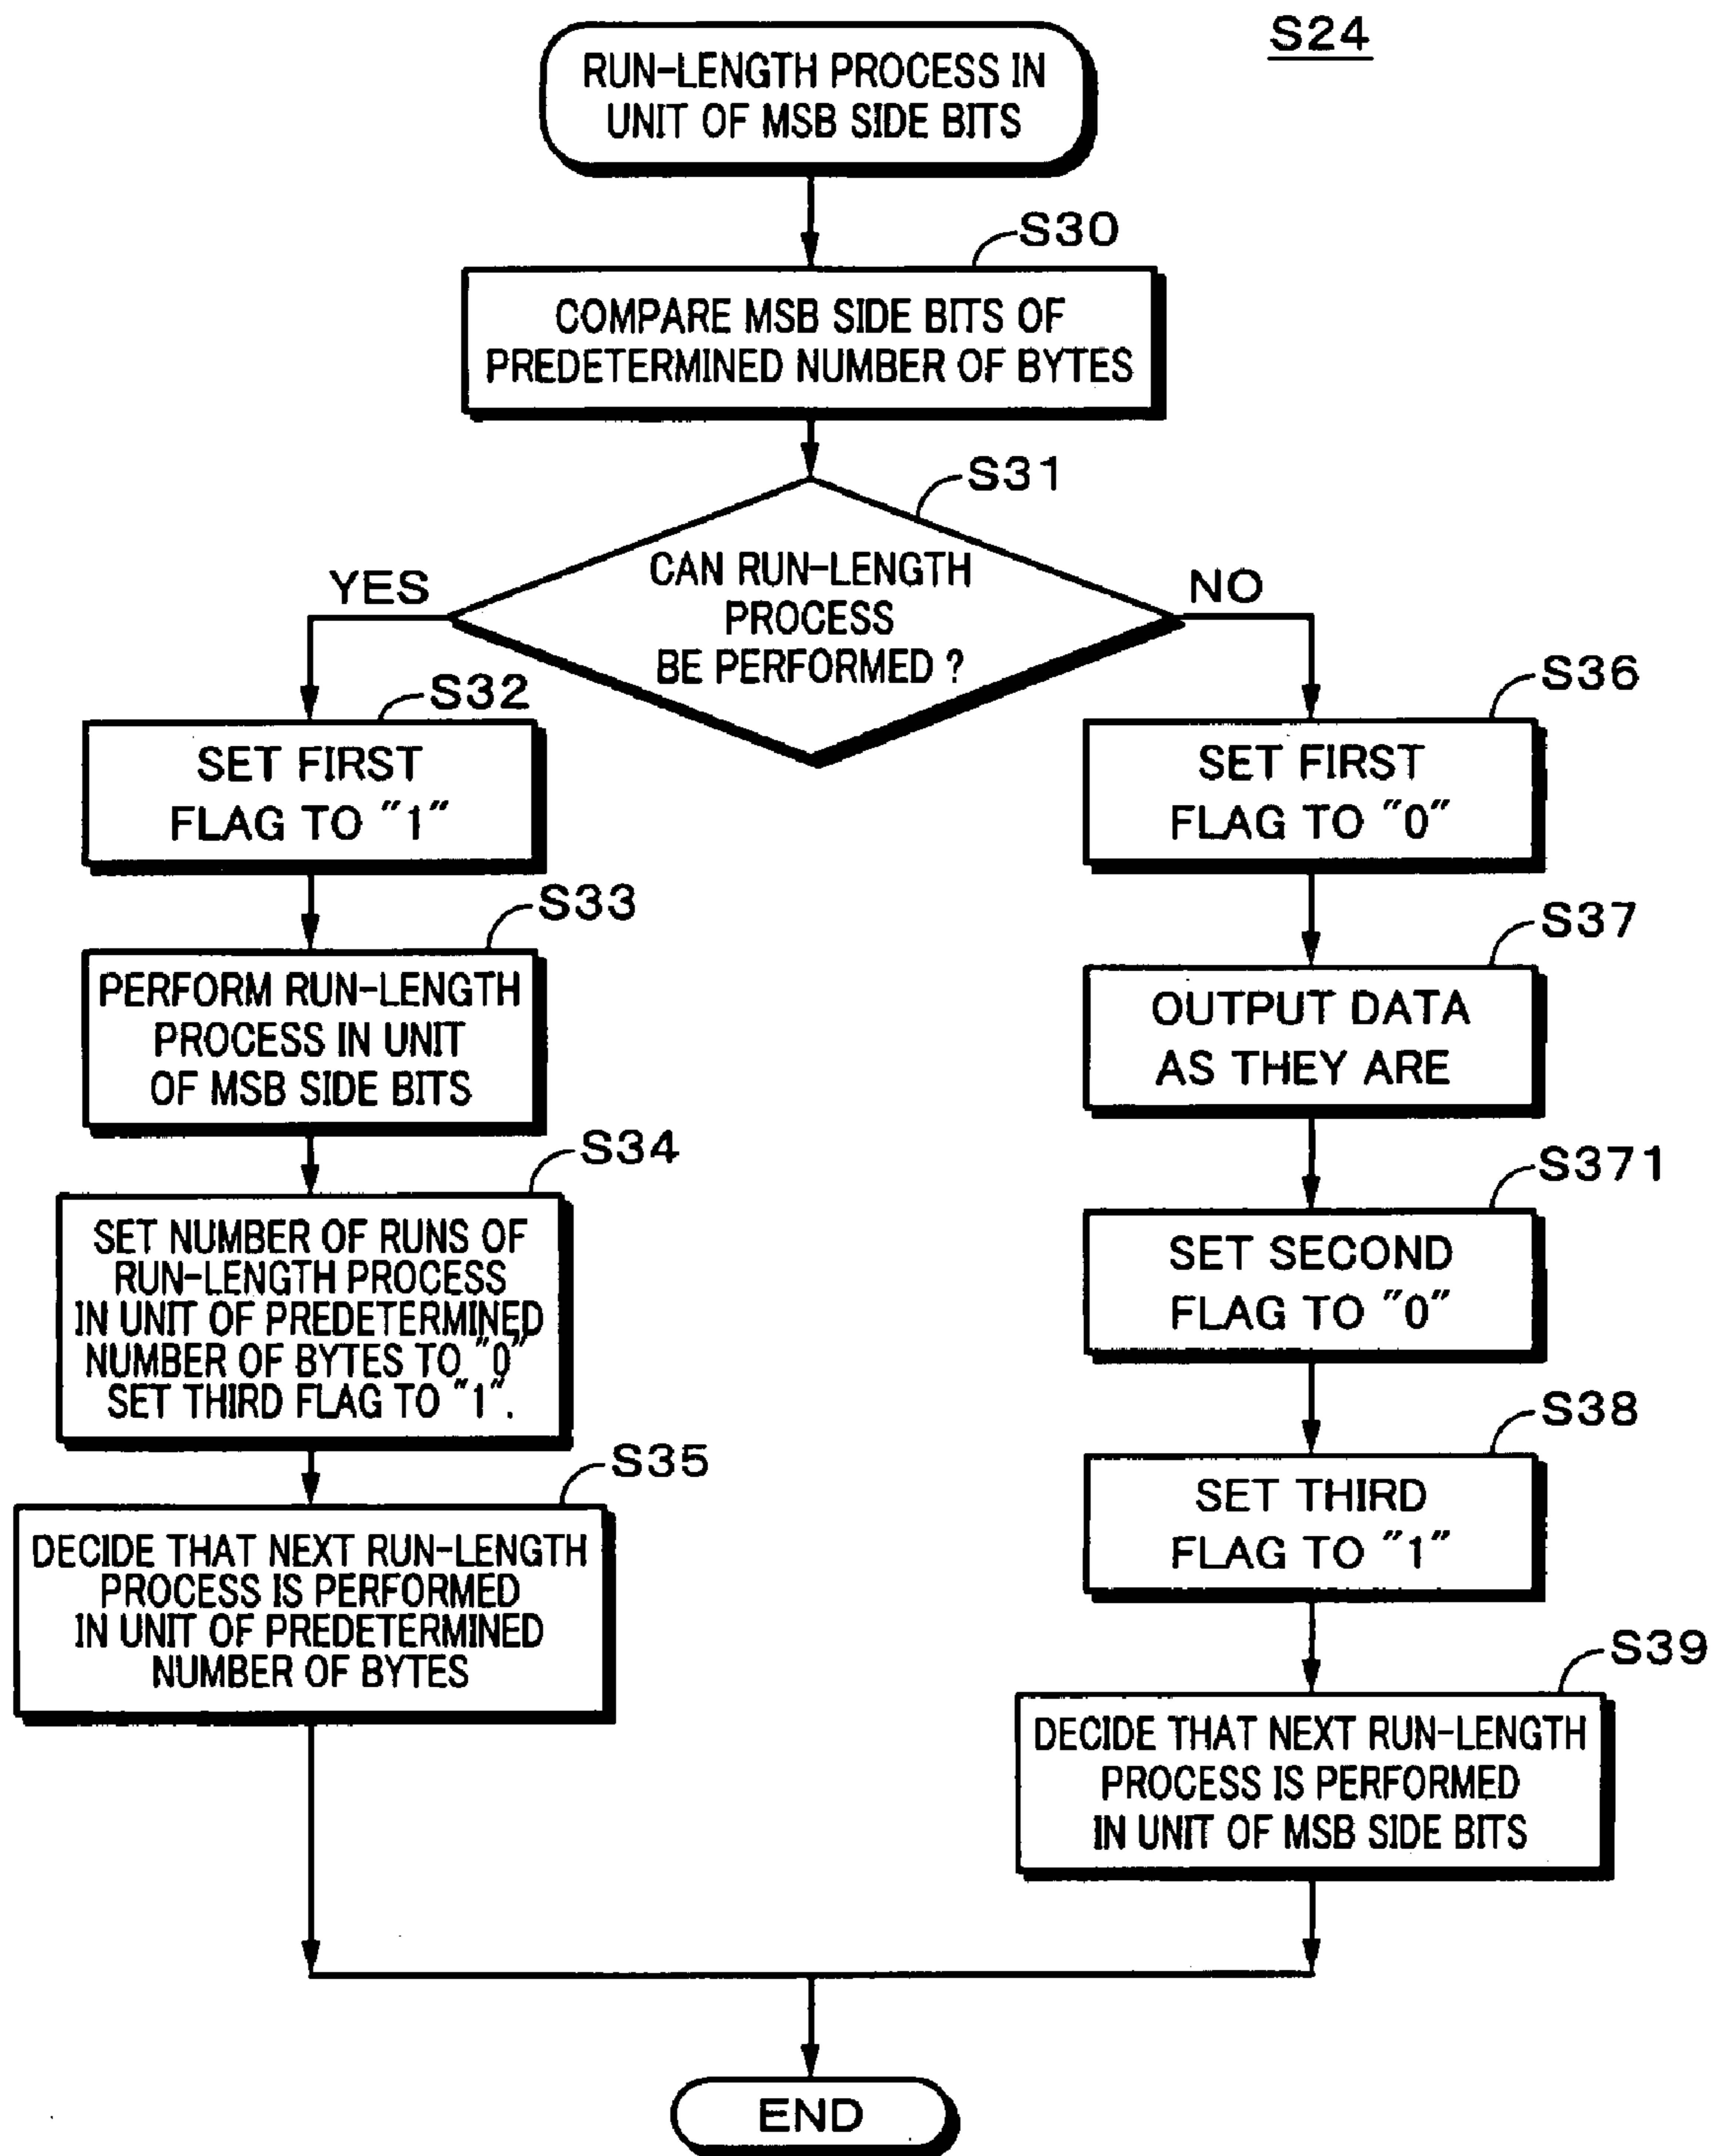 S24
RUN-LENGTH PROCESS IN
UNIT OF MSB SIDE BITS
S30
COMPARE MSB SIDE BITS OF
PREDETERMINED NUMBER OF BYTES
S31
CAN RUN-LENGTH
PROCESS
BE PERFORMED ?
YES
NO
S32
SET FIRST
FLAG TO "1"
S33
PERFORM RUN-LENGTH
PROCESS IN UNIT
OF MSB SIDE BITS
S34
SET NUMBER OF RUNS OF
RUN-LENGTH PROCESS
IN UNIT OF PREDETERMINED
NUMBER OF BYTES TO "0"
SET THIRD FLAG TO "1".
S35
DECIDE THAT NEXT RUN-LENGTH
PROCESS IS PERFORMED
IN UNIT OF PREDETERMINED
NUMBER OF BYTES
S36
SET FIRST
FLAG TO "0"
S37
OUTPUT DATA
AS THEY ARE
S371
SET SECOND
FLAG TO "0"
S38
SET THIRD
FLAG TO "1"
S39
DECIDE THAT NEXT RUN-LENGTH
PROCESS IS PERFORMED
IN UNIT OF MSB SIDE BITS
END